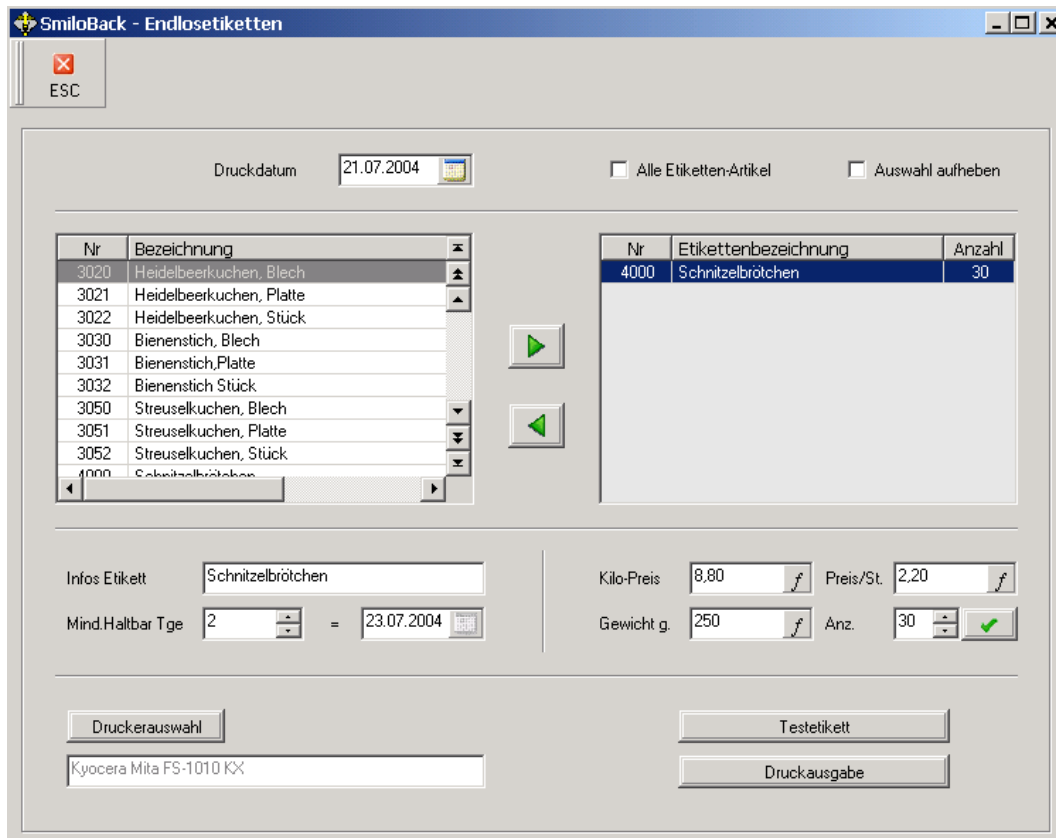 SmiloBack - Endlosetiketten
ESC
Druckdatum 21.07.2004 Alle Etiketten-Artikel Auswahl aufheben
Nr Bezeichnung
3020 Heidelbeerkuchen, Blech
3021 Heidelbeerkuchen, Platte
3022 Heidelbeerkuchen, Stück
3030 Bienenstich, Blech
3031 Bienenstich,Platte
3032 Bienenstich Stück
3050 Streuselkuchen, Blech
3051 Streuselkuchen, Platte
3052 Streuselkuchen, Stück
4000 Schnitzelbrötchen
Nr Etikettenbezeichnung Anzahl
4000 Schnitzelbrötchen 30
Infos Etikett Schnitzelbrötchen
Mind.Haltbar Tge 2 = 23.07.2004
Kilo-Preis 8,80 f Preis/St. 2,20 f
Gewicht g. 250 f Anz. 30
Druckerauswahl
Kyocera Mita FS-1010 KX
Testetikett
Druckausgabe